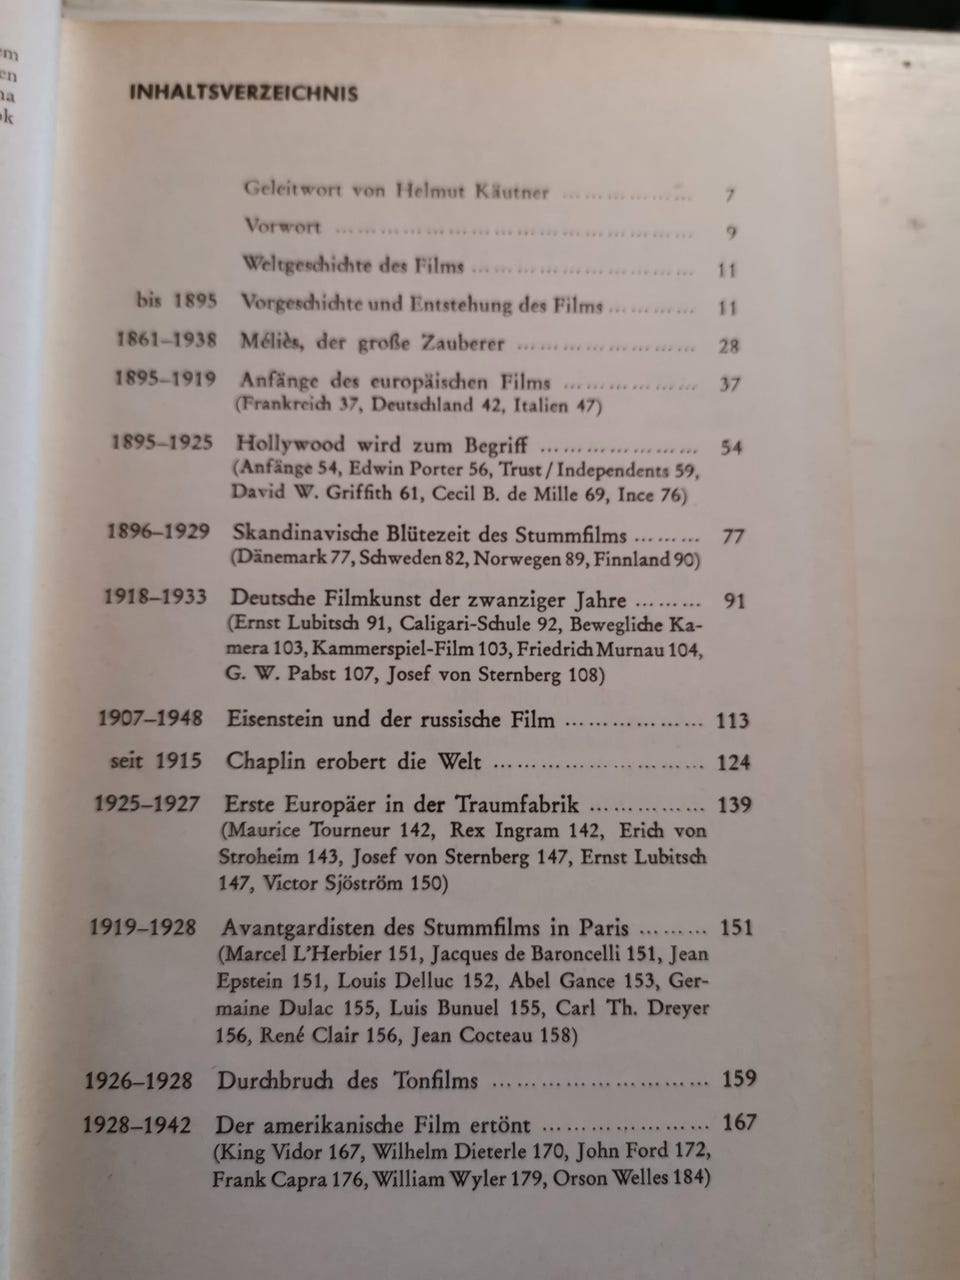 em
en
na
ok
INHALTSVERZEICHNIS
Geleitwort von Helmut Käutner .................. 7
Vorwort .................................... 9
Weltgeschichte des Films ........................ 11
bis 1895 Vorgeschichte und Entstehung des Films ......... 11
1861–1938 Méliès, der große Zauberer .................. 28
1895–1919 Anfänge des europäischen Films ............... 37
(Frankreich 37, Deutschland 42, Italien 47)
1895–1925 Hollywood wird zum Begriff .................. 54
(Anfänge 54, Edwin Porter 56, Trust / Independents 59,
David W. Griffith 61, Cecil B. de Mille 69, Ince 76)
1896–1929 Skandinavische Blütezeit des Stummfilms ......... 77
(Dänemark 77, Schweden 82, Norwegen 89, Finnland 90)
1918–1933 Deutsche Filmkunst der zwanziger Jahre ......... 91
(Ernst Lubitsch 91, Caligari-Schule 92, Bewegliche Ka-
mera 103, Kammerspiel-Film 103, Friedrich Murnau 104,
G. W. Pabst 107, Josef von Sternberg 108)
1907–1948 Eisenstein und der russische Film .................. 113
seit 1915 Chaplin erobert die Welt ........................ 124
1925–1927 Erste Europäer in der Traumfabrik ............... 139
(Maurice Tourneur 142, Rex Ingram 142, Erich von
Stroheim 143, Josef von Sternberg 147, Ernst Lubitsch
147, Victor Sjöström 150)
1919–1928 Avantgardisten des Stummfilms in Paris ......... 151
(Marcel L'Herbier 151, Jacques de Baroncelli 151, Jean
Epstein 151, Louis Delluc 152, Abel Gance 153, Ger-
maine Dulac 155, Luis Bunuel 155, Carl Th. Dreyer
156, René Clair 156, Jean Cocteau 158)
1926–1928 Durchbruch des Tonfilms ........................ 159
1928–1942 Der amerikanische Film ertönt .................. 167
(King Vidor 167, Wilhelm Dieterle 170, John Ford 172,
Frank Capra 176, William Wyler 179, Orson Welles 184)